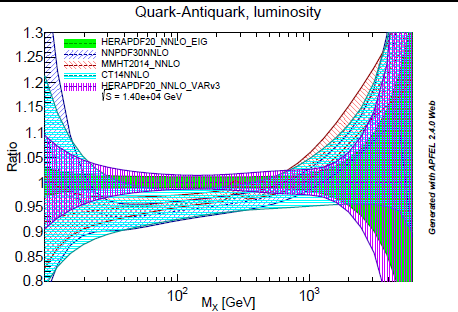 Quark-Antiquark, luminosity
HERAPDF20_NNLO_EIG
NNPDF30NNLO
MMHT2014_NNLO
CT14NNLO
HERAPDF20_NNLO_VARv3
√S = 1.40e+04 GeV
Ratio
1.3
1.25
1.2
1.15
1.1
1.05
1
0.95
0.9
0.85
0.8
10²
10³
M_X [GeV]
Generated with APFEL 2.4.0 Web